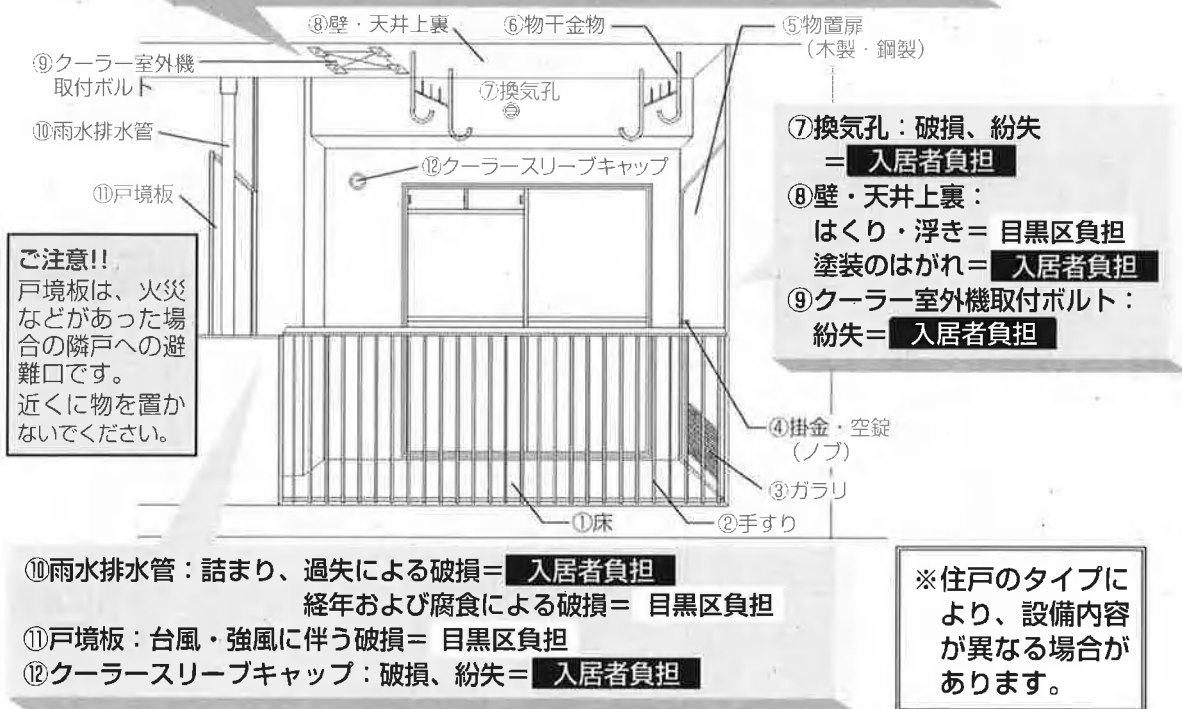 ⑧壁・天井上裏
⑥物干金物
⑤物置扉
(木製・鋼製)
⑨クーラー室外機
取付ボルト
⑦換気孔
⑩雨水排水管
⑫クーラースリーブキャップ
⑪戸境板
ご注意!!
戸境板は、火災
などがあった場
合の隣戸への避
難口です。
近くに物を置か
ないでください。
⑦換気孔：破損、紛失
＝ 入居者負担
⑧壁・天井上裏：
はくり・浮き＝ 目黒区負担
塗装のはがれ＝ 入居者負担
⑨クーラー室外機取付ボルト：
紛失＝ 入居者負担
④掛金・空錠
(ノブ)
③ガラリ
①床
②手すり
⑩雨水排水管：詰まり、過失による破損＝ 入居者負担
経年および腐食による破損＝ 目黒区負担
⑪戸境板：台風・強風に伴う破損＝ 目黒区負担
⑫クーラースリーブキャップ：破損、紛失＝ 入居者負担
※住戸のタイプに
より、設備内容
が異なる場合が
あります。